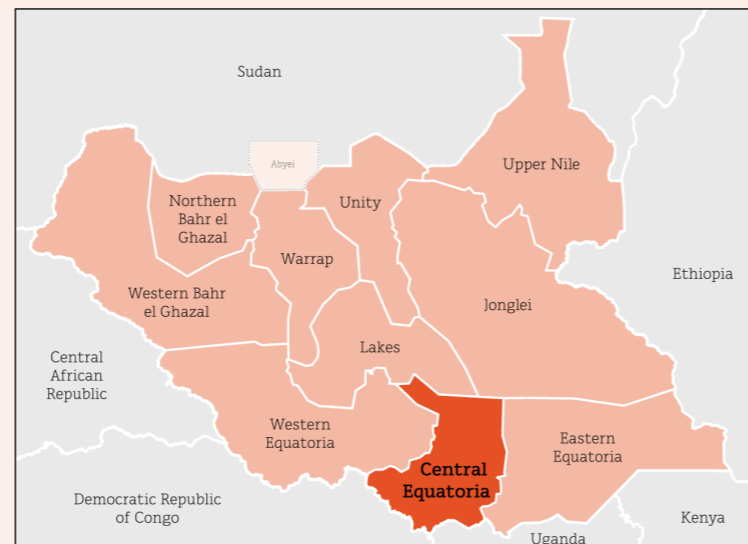 Sudan
Abyei
Upper Nile
Northern
Bahr el
Ghazal
Unity
Warrap
Ethiopia
Western Bahr
el Ghazal
Jonglei
Lakes
Central
African
Republic
Western
Equatoria
Eastern
Equatoria
Central
Equatoria
Democratic Republic
of Congo
Kenya
Uganda